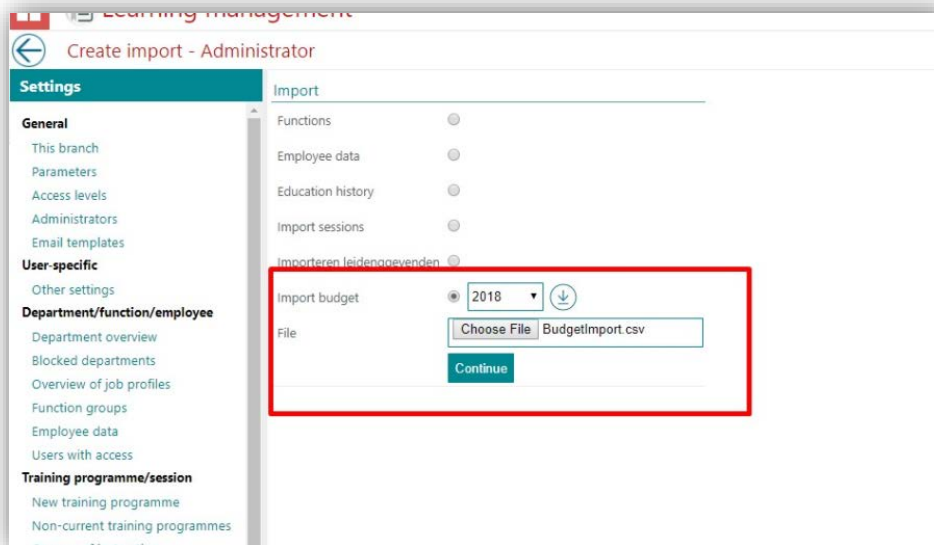 Learning management
Create import - Administrator
Settings
General
This branch
Parameters
Access levels
Administrators
Email templates
User-specific
Other settings
Department/function/employee
Department overview
Blocked departments
Overview of job profiles
Function groups
Employee data
Users with access
Training programme/session
New training programme
Non-current training programmes
Import
Functions
Employee data
Education history
Import sessions
Importeren leidenggevenden
Import budget 2018
File Choose File BudgetImport.csv
Continue